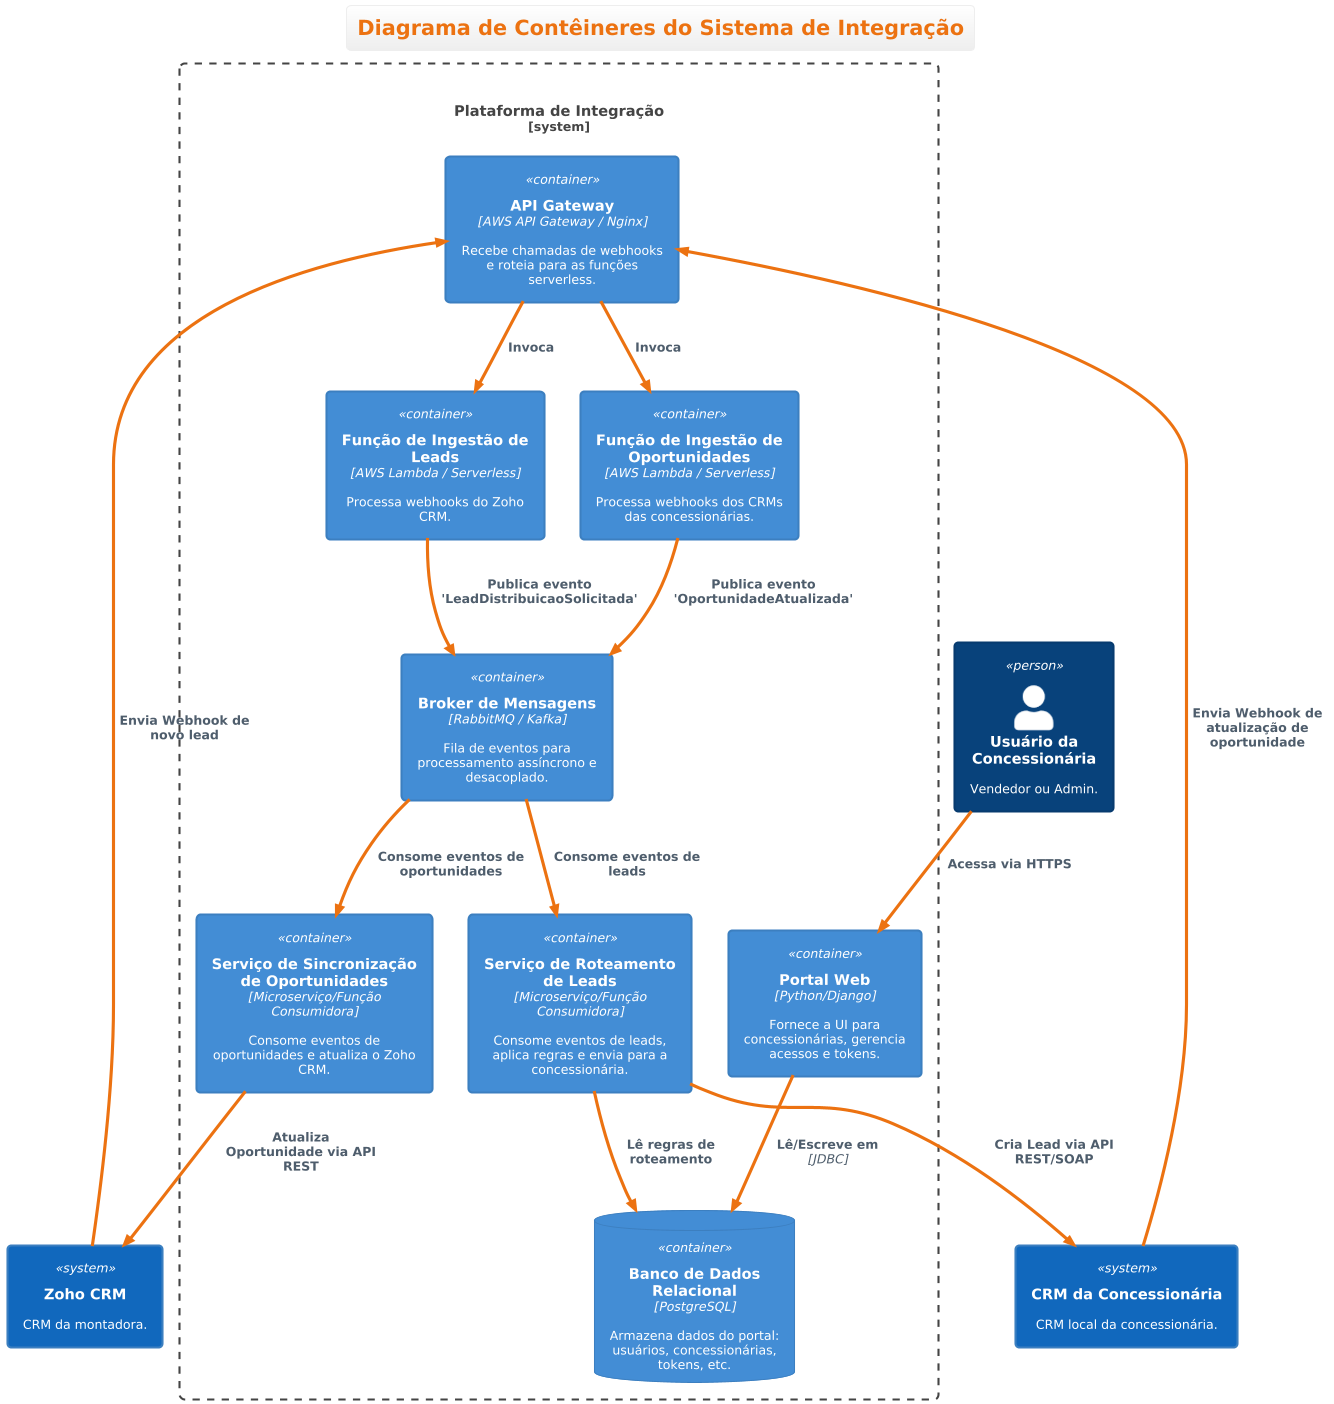 Diagrama de Contêineres do Sistema de Integração
Plataforma de Integração
[system]
«container»
API Gateway
[AWS API Gateway / Nginx]
Recebe chamadas de webhooks
e roteia para as funções
serverless.
Invoca
Invoca
«container»
Função de Ingestão de
Leads
[AWS Lambda / Serverless]
Processa webhooks do Zoho
CRM.
«container»
Função de Ingestão de
Oportunidades
[AWS Lambda / Serverless]
Processa webhooks dos CRMs
das concessionárias.
Publica evento
'LeadDistribuicaoSolicitada'
Publica evento
'OportunidadeAtualizada'
«container»
Broker de Mensagens
[RabbitMQ / Kafka]
Fila de eventos para
processamento assíncrono e
desacoplado.
«person»
Usuário da
Concessionária
Vendedor ou Admin.
Envia Webhook de
novo lead
Envia Webhook de
atualização de
oportunidade
Consome eventos de
oportunidades
Consome eventos de
leads
Acessa via HTTPS
«container»
Serviço de Sincronização
de Oportunidades
[Microserviço/Função
Consumidora]
Consome eventos de
oportunidades e atualiza o Zoho
CRM.
«container»
Serviço de Roteamento
de Leads
[Microserviço/Função
Consumidora]
Consome eventos de leads,
aplica regras e envia para a
concessionária.
«container»
Portal Web
[Python/Django]
Fornece a UI para
concessionárias, gerencia
acessos e tokens.
Atualiza
Oportunidade via API
REST
Lê regras de
roteamento
Lê/Escreve em
[JDBC]
Cria Lead via API
REST/SOAP
«system»
Zoho CRM
CRM da montadora.
«container»
Banco de Dados
Relacional
[PostgreSQL]
Armazena dados do portal:
usuários, concessionárias,
tokens, etc.
«system»
CRM da Concessionária
CRM local da concessionária.